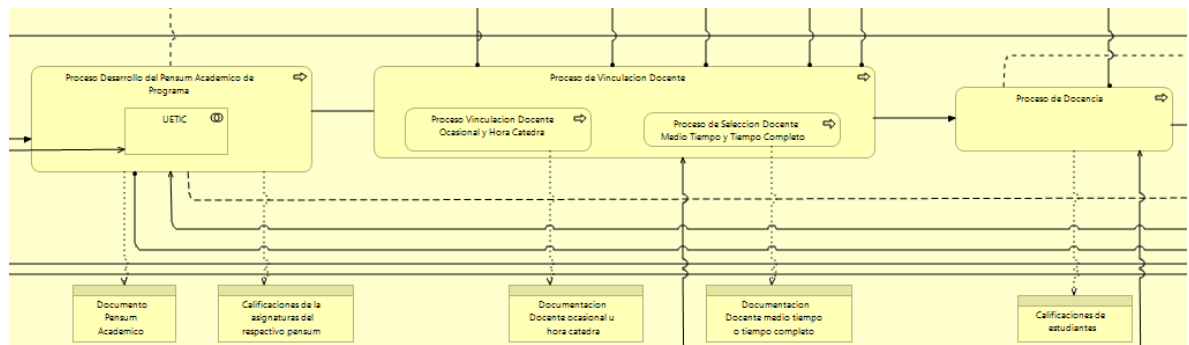 Proceso Desarrollo del Pensum Academico de
Programa
UETIC
Proceso de Vinculacion Docente
Proceso Vinculacion Docente
Ocasional y Hora Catedra
Proceso de Seleccion Docente
Medio Tiempo y Tiempo Completo
Proceso de Docencia
Documento
Pensum
Academico
Calificaciones de la
asignaturas del
respectivo pensum
Documentacion
Docente ocasional u
hora catedra
Documentacion
Docente medio tiempo
o tiempo completo
Calificaciones de
estudiantes